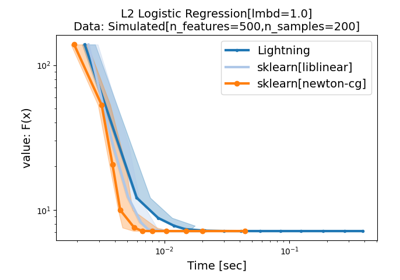 L2 Logistic Regression[lmbd=1.0]
Data: Simulated[n_features=500,n_samples=200]
Lightning
sklearn[liblinear]
sklearn[newton-cg]
value: F(x)
10²
10¹
10⁻²
10⁻¹
Time [sec]